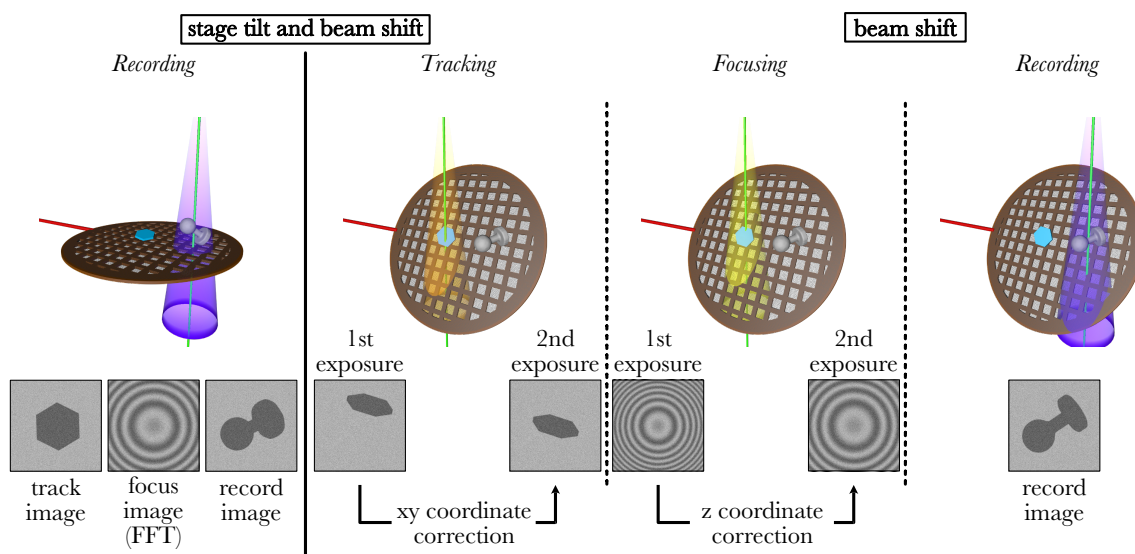 stage tilt and beam shift
beam shift
Recording
Tracking
Focusing
Recording
1st
exposure
2nd
exposure
1st
exposure
2nd
exposure
track
image
focus
image
(FFT)
record
image
xy coordinate
correction
z coordinate
correction
record
image